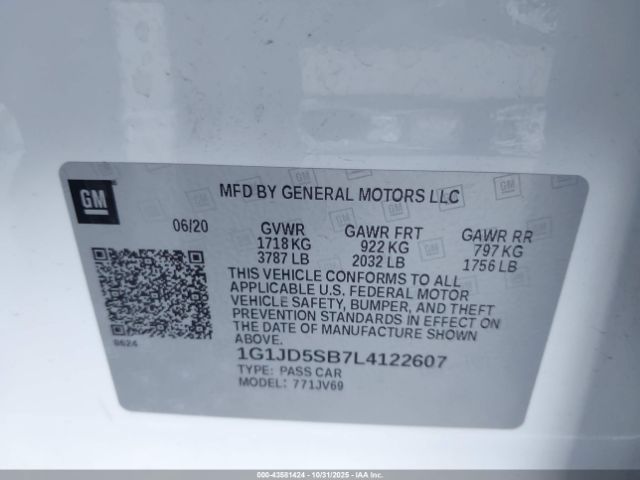 GM
MFD BY GENERAL MOTORS LLC
06/20 GVWR GAWR FRT GAWR RR
1718 KG 922 KG 797 KG
3787 LB 2032 LB 1756 LB
THIS VEHICLE CONFORMS TO ALL
APPLICABLE U.S. FEDERAL MOTOR
VEHICLE SAFETY, BUMPER, AND THEFT
PREVENTION STANDARDS IN EFFECT ON
THE DATE OF MANUFACTURE SHOWN ABOVE.
0624
1G1JD5SB7L4122607
TYPE: PASS CAR
MODEL: 771JV69
000-43581424 - 10/31/2025 - IAA, Inc.